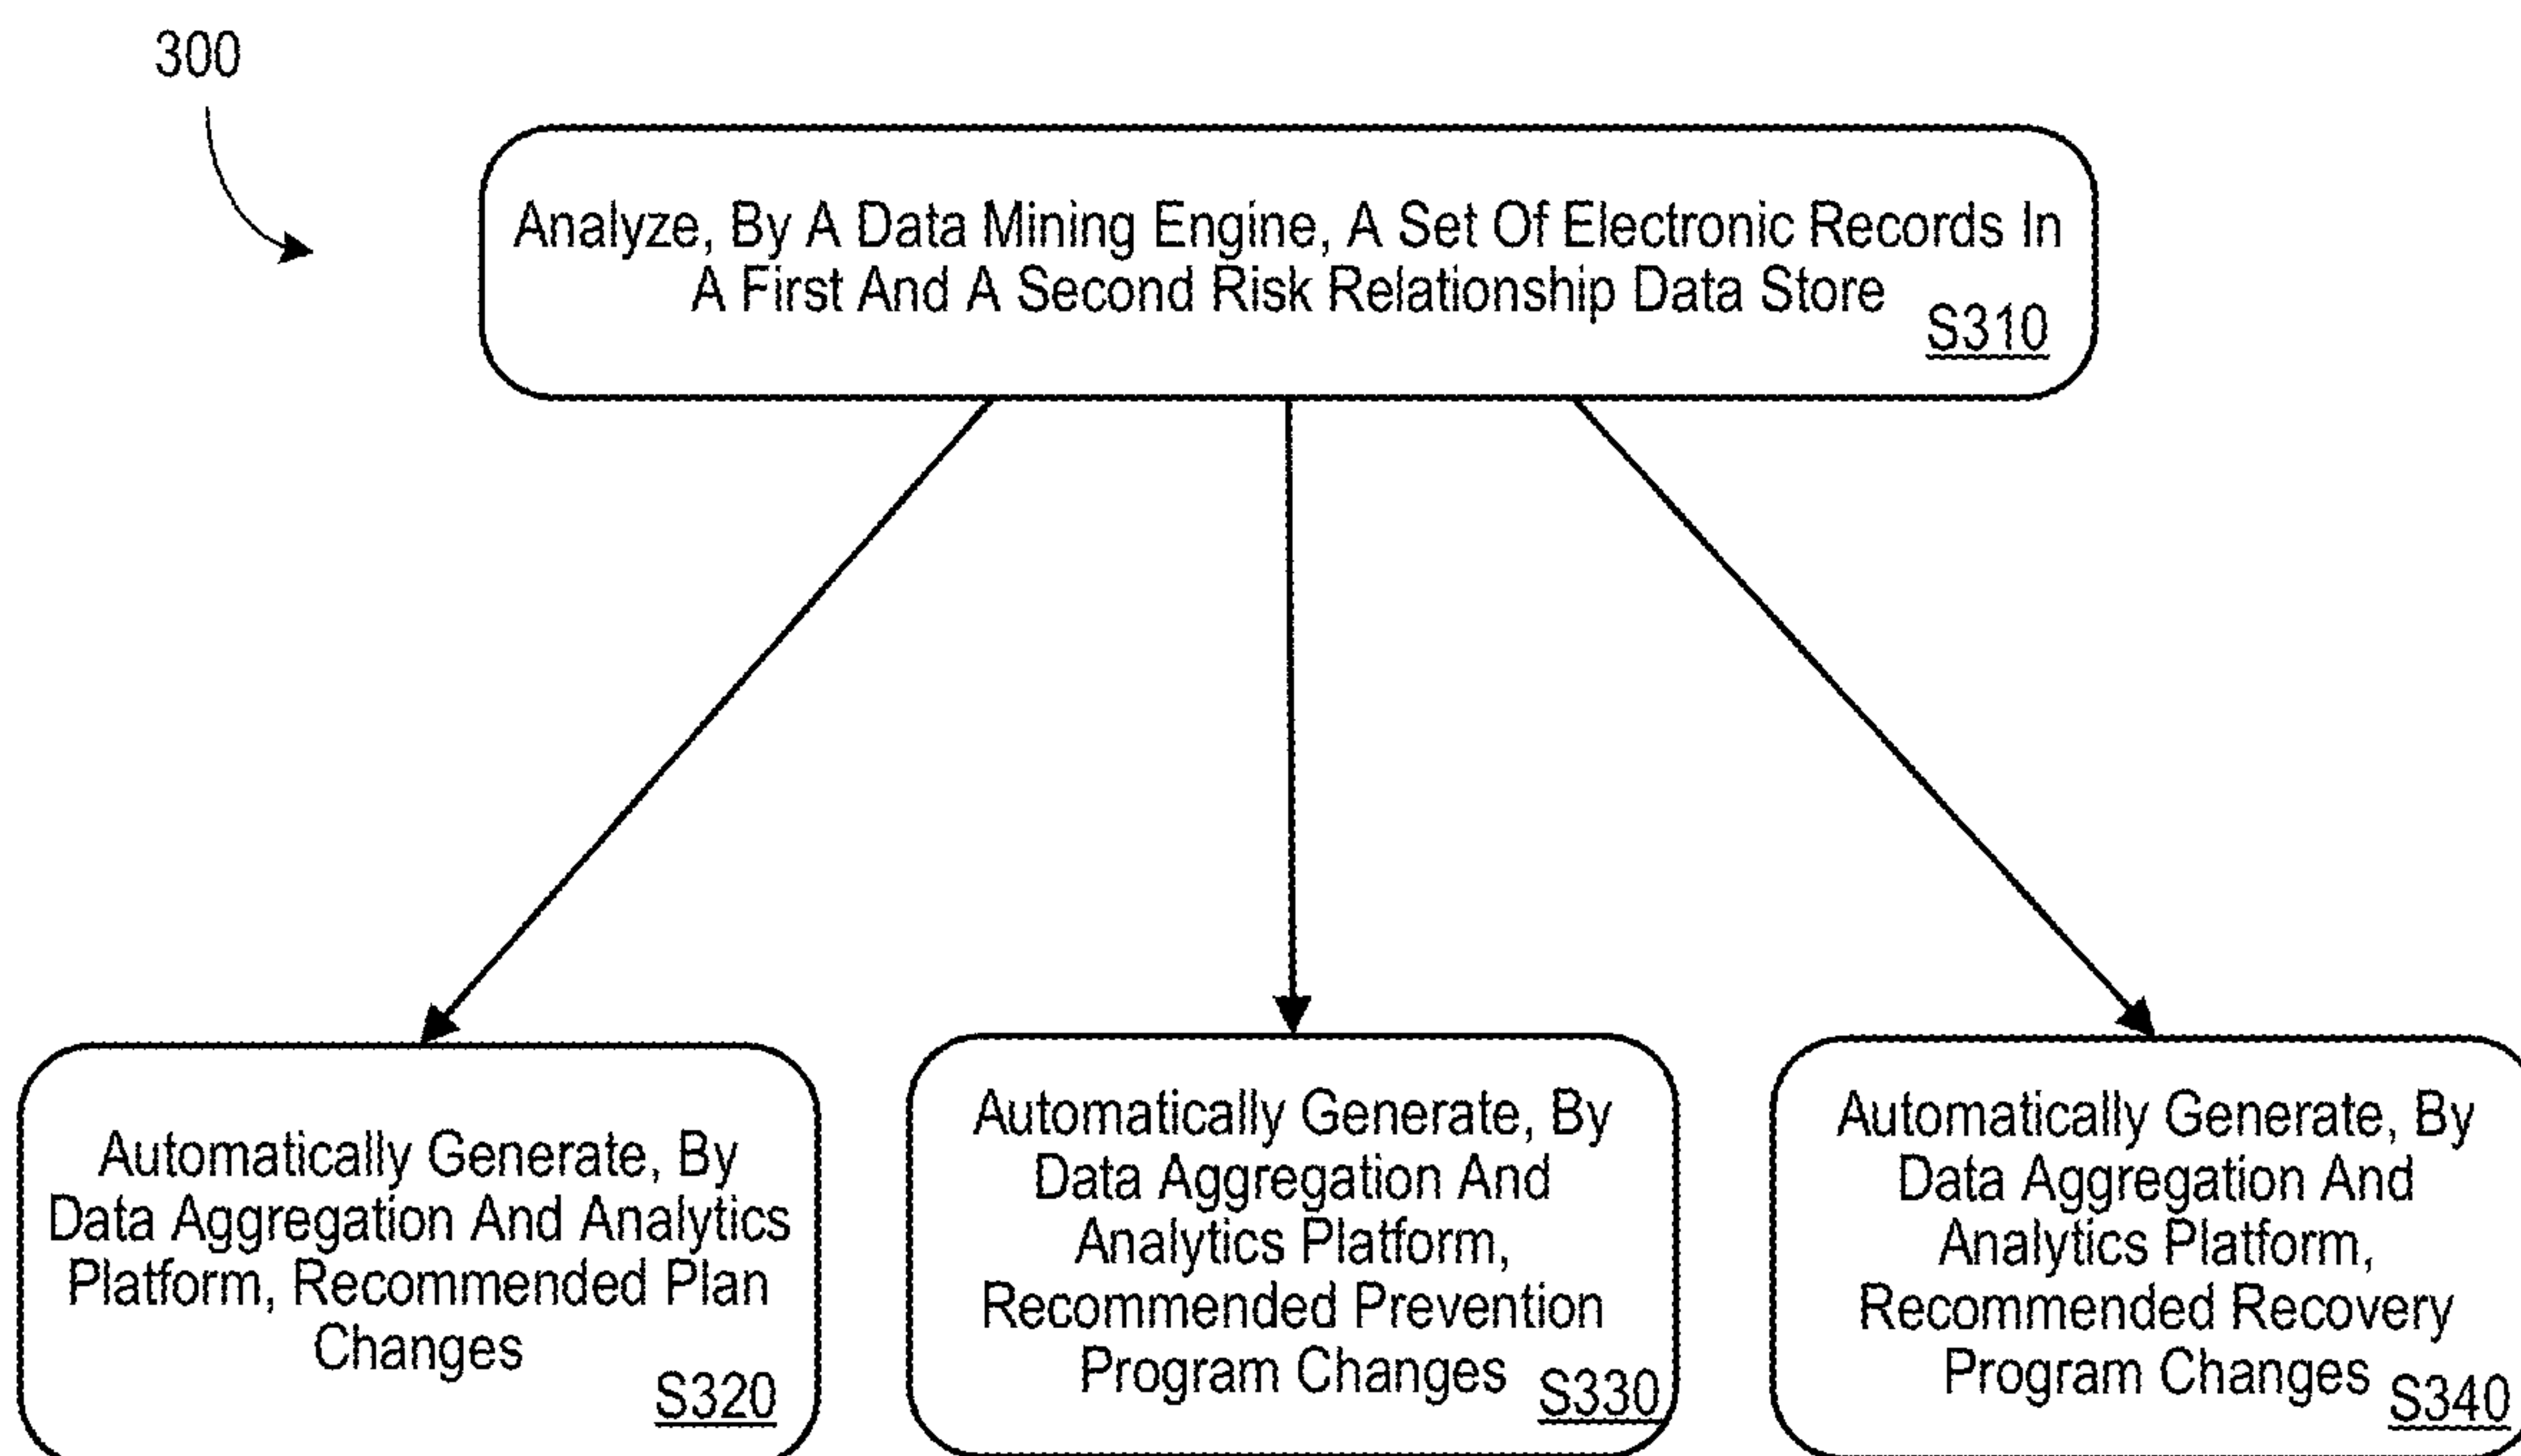 300
Analyze, By A Data Mining Engine, A Set Of Electronic Records In
A First And A Second Risk Relationship Data Store
S310
Automatically Generate, By
Data Aggregation And Analytics
Platform, Recommended Plan
Changes
S320
Automatically Generate, By
Data Aggregation And
Analytics Platform,
Recommended Prevention
Program Changes
S330
Automatically Generate, By
Data Aggregation And
Analytics Platform,
Recommended Recovery
Program Changes
S340